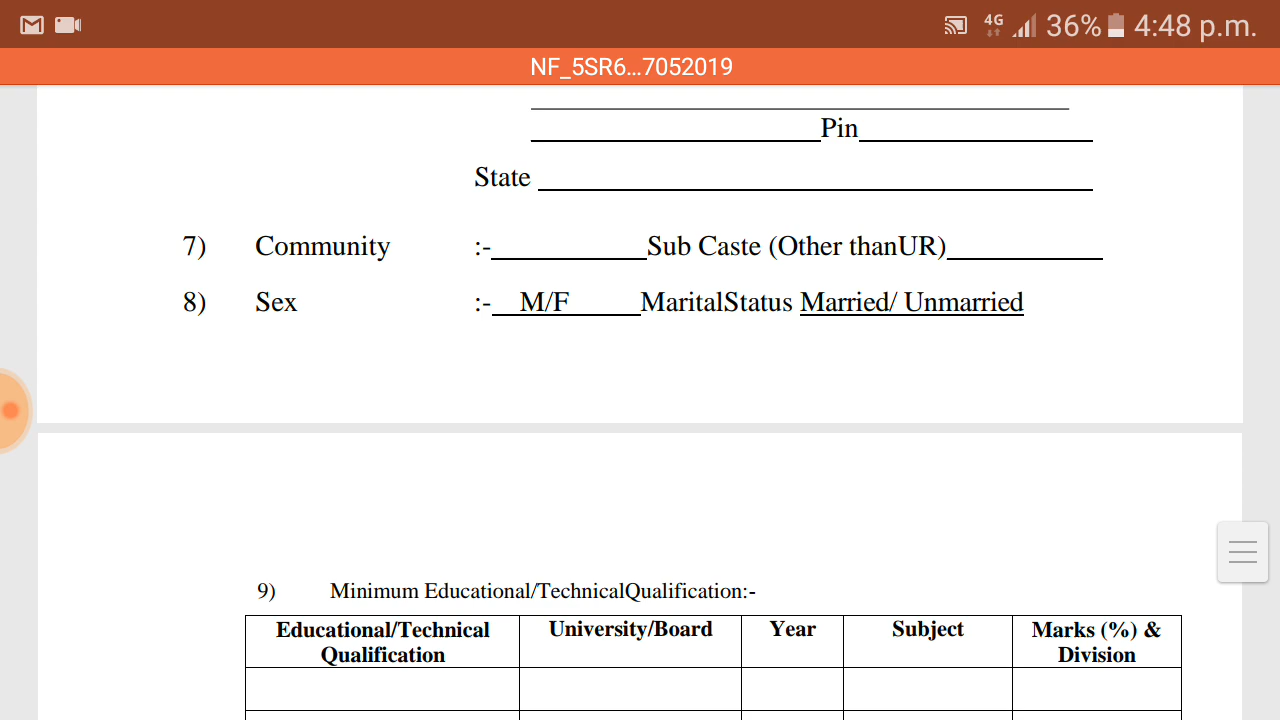 4G 36% 4:48 p.m.
NF_5SR6...7052019
Pin
State
7) Community :- Sub Caste (Other thanUR)
8) Sex :- M/F MaritalStatus Married/ Unmarried
9) Minimum Educational/TechnicalQualification:-
Educational/Technical Qualification University/Board Year Subject Marks (%) & Division